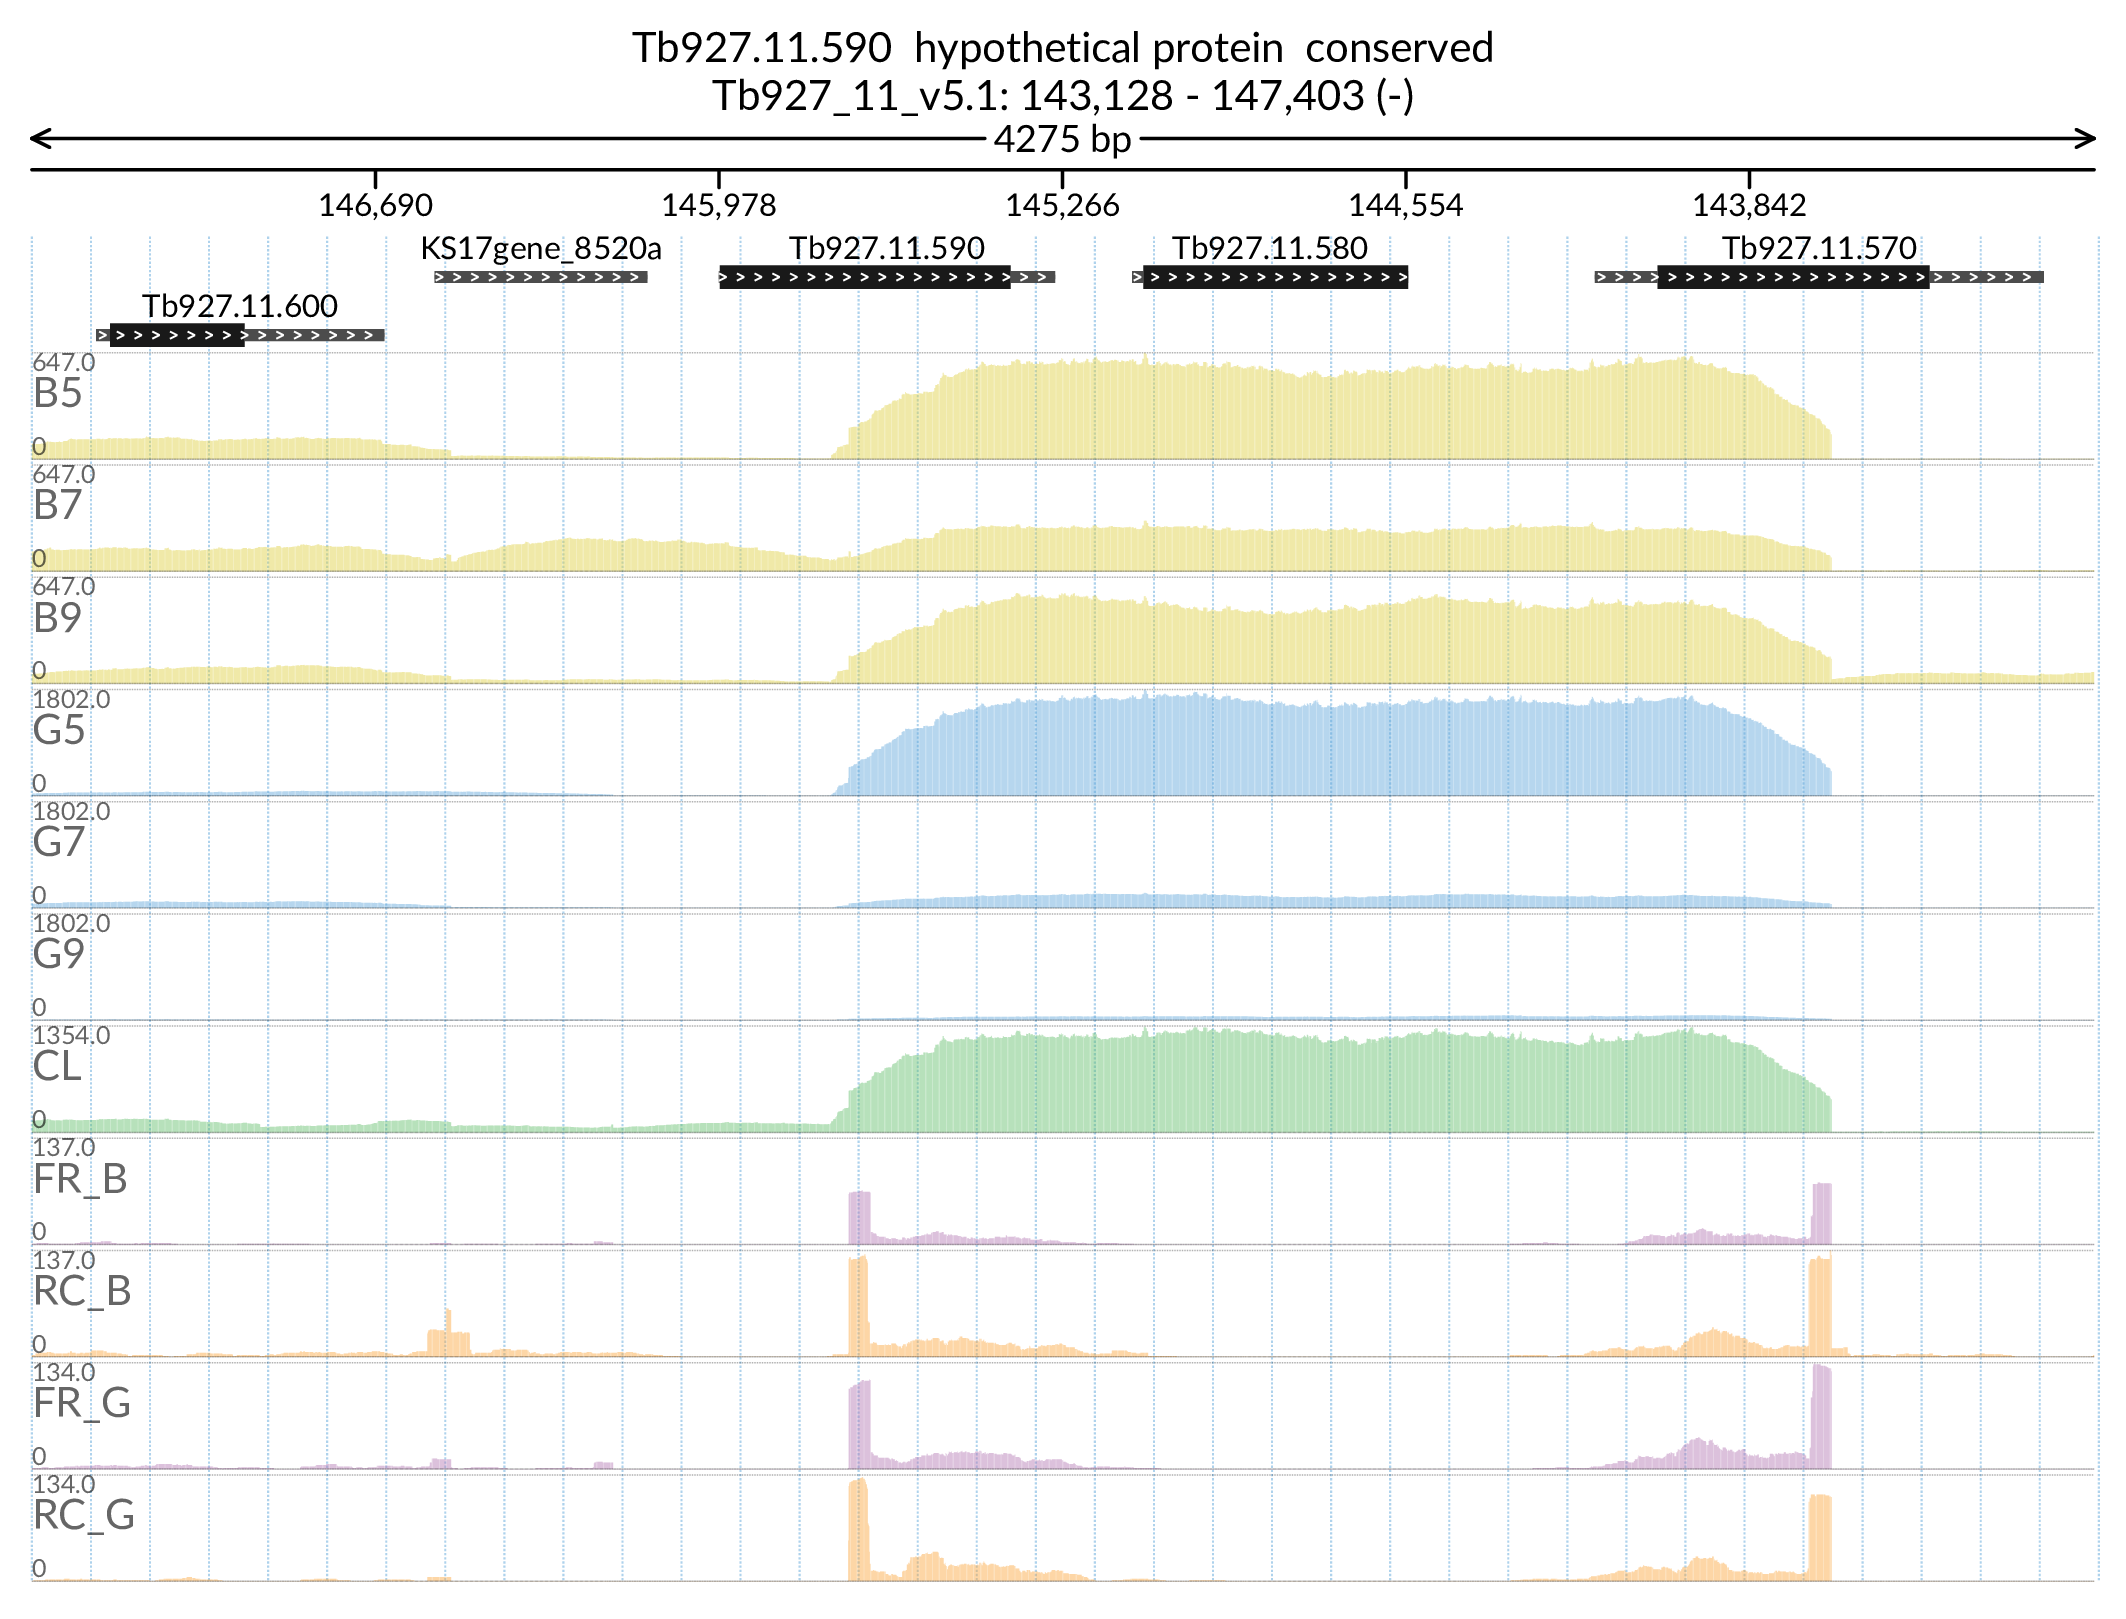 Tb927.11.590  hypothetical protein  conserved
Tb927_11_v5.1: 143,128 - 147,403 (-)
4275 bp
146,690 145,978 145,266 144,554 143,842
KS17gene_8520a Tb927.11.590 Tb927.11.580 Tb927.11.570
Tb927.11.600
647.0
B5
0
647.0
B7
0
647.0
B9
0
1802.0
G5
0
1802.0
G7
0
1802.0
G9
0
1354.0
CL
0
137.0
FR_B
0
137.0
RC_B
0
134.0
FR_G
0
134.0
RC_G
0